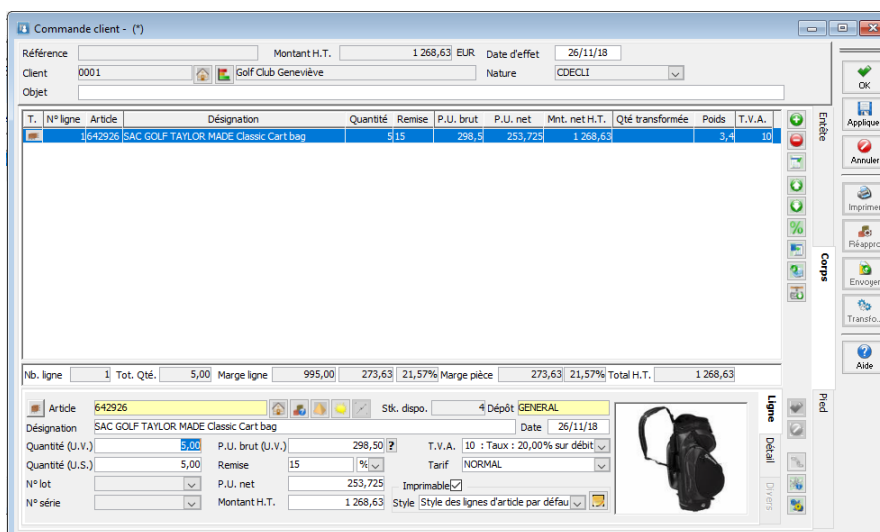 Commande client - (*)
Référence Montant H.T. 1 268,63 EUR Date d'effet 26/11/18
Client 0001 Golf Club Geneviève Nature CDECLI
Objet
OK
Appliquer
Annuler
Imprimer
Réappro
Envoyer
Transfo..
Aide
T. N° ligne Article Désignation Quantité Remise P.U. brut P.U. net Mnt. net H.T. Qté transformée Poids T.V.A.
1 642926 SAC GOLF TAYLOR MADE Classic Cart bag 5 15 298,5 253,725 1 268,63 3,4 10
Entête
Corps
Pied
Nb. ligne 1 Tot. Qté. 5,00 Marge ligne 995,00 273,63 21,57% Marge pièce 273,63 21,57% Total H.T. 1 268,63
Article 642926 Stk. dispo. 4 Dépôt GENERAL
Désignation SAC GOLF TAYLOR MADE Classic Cart bag Date 26/11/18
Quantité (U.V.) 5,00 P.U. brut (U.V.) 298,50 ? T.V.A. 10 : Taux : 20,00% sur débit
Quantité (U.S.) 5,00 Remise 15 % Tarif NORMAL
N° lot P.U. net 253,725 Imprimable
N° série Montant H.T. 1 268,63 Style Style des lignes d'article par défau
Ligne
Détail
Divers